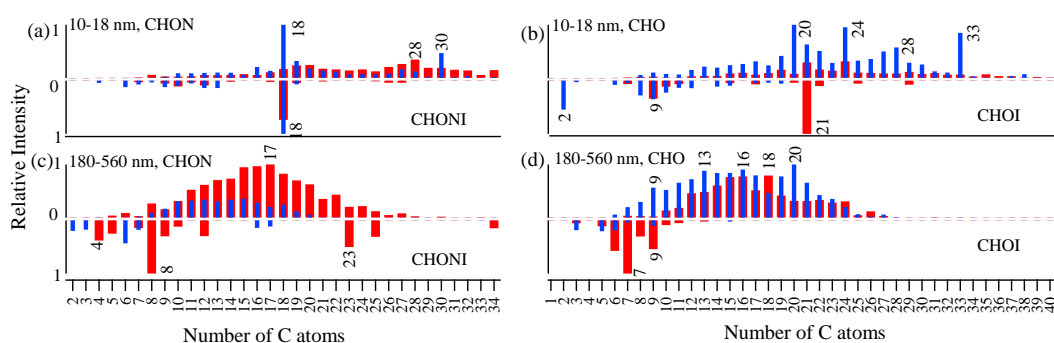 (a) 10-18 nm, CHON
1
0
1
18
28
30
18
CHONI
(b) 10-18 nm, CHO
20
24
28
33
2
9
21
CHOI
Relative Intensity
(c) 180-560 nm, CHON
1
0
1
17
4
8
23
CHONI
(d) 180-560 nm, CHO
9
13
16
18
20
7
9
CHOI
2 3 4 5 6 7 8 9 10 11 12 13 14 15 16 17 18 19 20 21 22 23 24 25 26 27 28 29 30 31 32 33 34
1 2 3 4 5 6 7 8 9 10 11 12 13 14 15 16 17 18 19 20 21 22 23 24 25 26 27 28 29 30 31 32 33 34 35 36 37 38 39 40
Number of C atoms
Number of C atoms